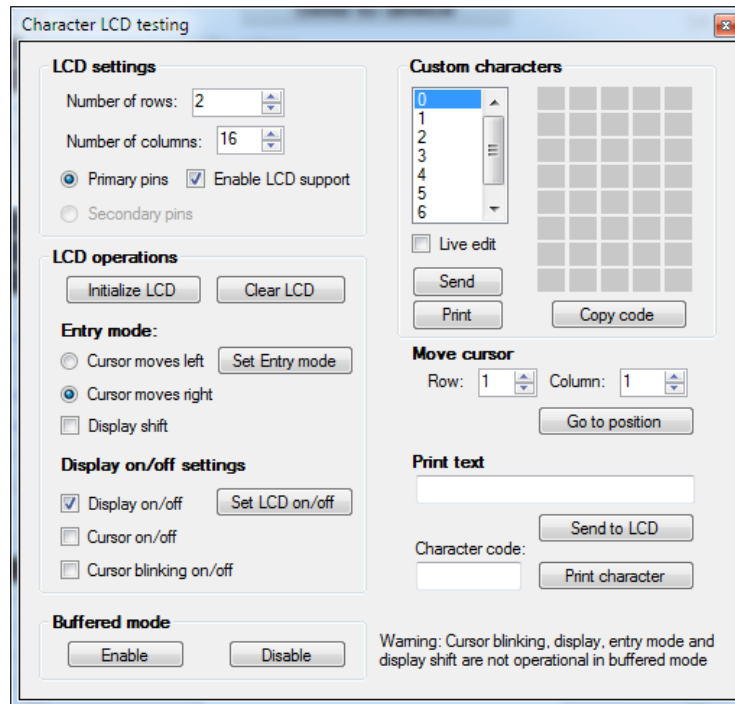 Character LCD testing
LCD settings
Number of rows: 2
Number of columns: 16
Primary pins Enable LCD support
Secondary pins
LCD operations
Initialize LCD Clear LCD
Entry mode:
Cursor moves left Set Entry mode
Cursor moves right
Display shift
Display on/off settings
Display on/off Set LCD on/off
Cursor on/off
Cursor blinking on/off
Buffered mode
Enable Disable
Custom characters
0
1
2
3
4
5
6
Live edit
Send
Print Copy code
Move cursor
Row: 1 Column: 1
Go to position
Print text
Send to LCD
Character code:
Print character
Warning: Cursor blinking, display, entry mode and
display shift are not operational in buffered mode